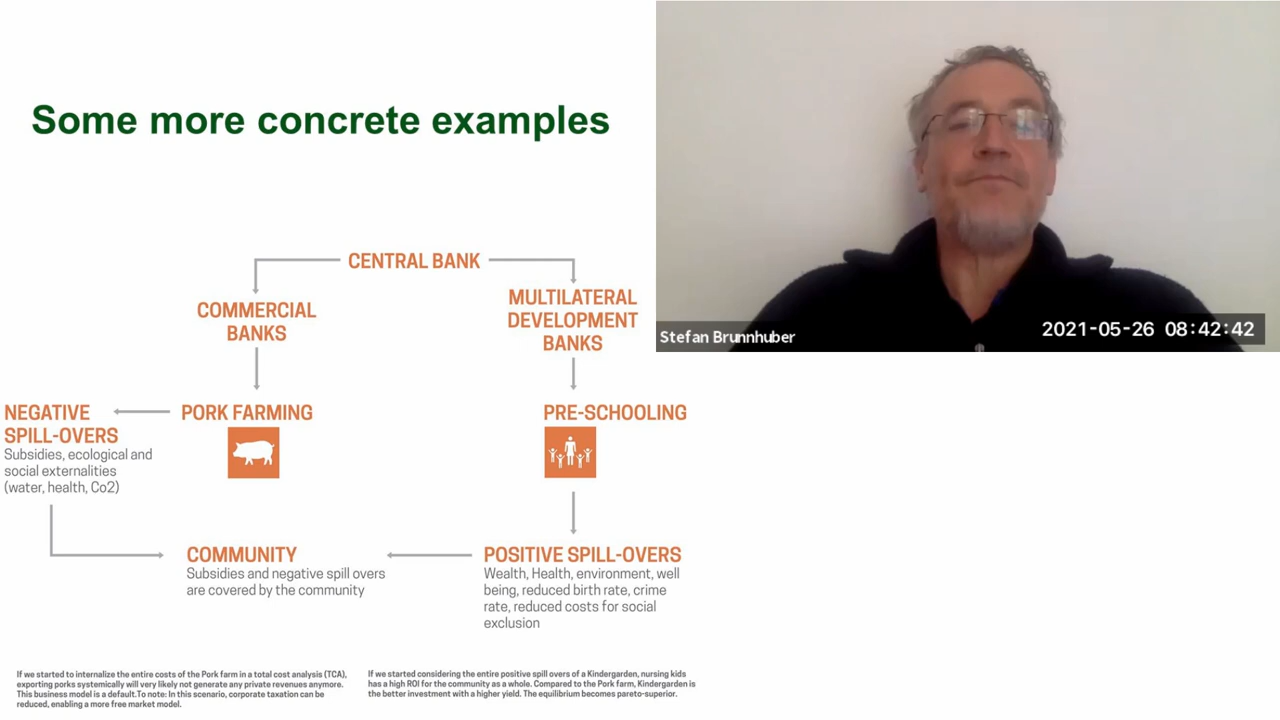 Some more concrete examples
CENTRAL BANK
COMMERCIAL
BANKS
MULTILATERAL
DEVELOPMENT
BANKS
NEGATIVE
SPILL-OVERS
Subsidies, ecological and
social externalities
(water, health, Co2)
PORK FARMING
PRE-SCHOOLING
COMMUNITY
Subsidies and negative spill overs
are covered by the community
POSITIVE SPILL-OVERS
Wealth, Health, environment, well
being, reduced birth rate, crime
rate, reduced costs for social
exclusion
If we started to internalize the entire costs of the Pork farm in a total cost analysis (TCA),
exporting porks systemically will very likely not generate any private revenues anymore.
This business model is a default.To note: In this scenario, corporate taxation can be
reduced, enabling a more free market model.
If we started considering the entire positive spill overs of a Kindergarden, nursing kids
has a high ROI for the community as a whole. Compared to the Pork farm, Kindergarden is
the better investment with a higher yield. The equilibrium becomes pareto-superior.
Stefan Brunnhuber
2021-05-26 08:42:42